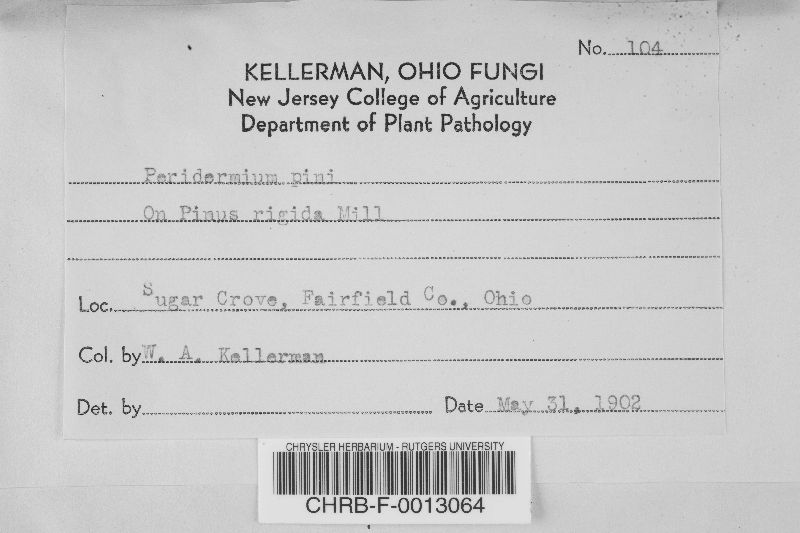 No. 104
KELLERMAN, OHIO FUNGI
New Jersey College of Agriculture
Department of Plant Pathology
Peridermium pini
On Pinus rigida Mill
Loc. Sugar Crove, Fairfield Co., Ohio
Col. by W. A. Kellerman
Det. by
Date May 31, 1902
CHRYSLER HERBARIUM - RUTGERS UNIVERSITY
CHRB-F-0013064